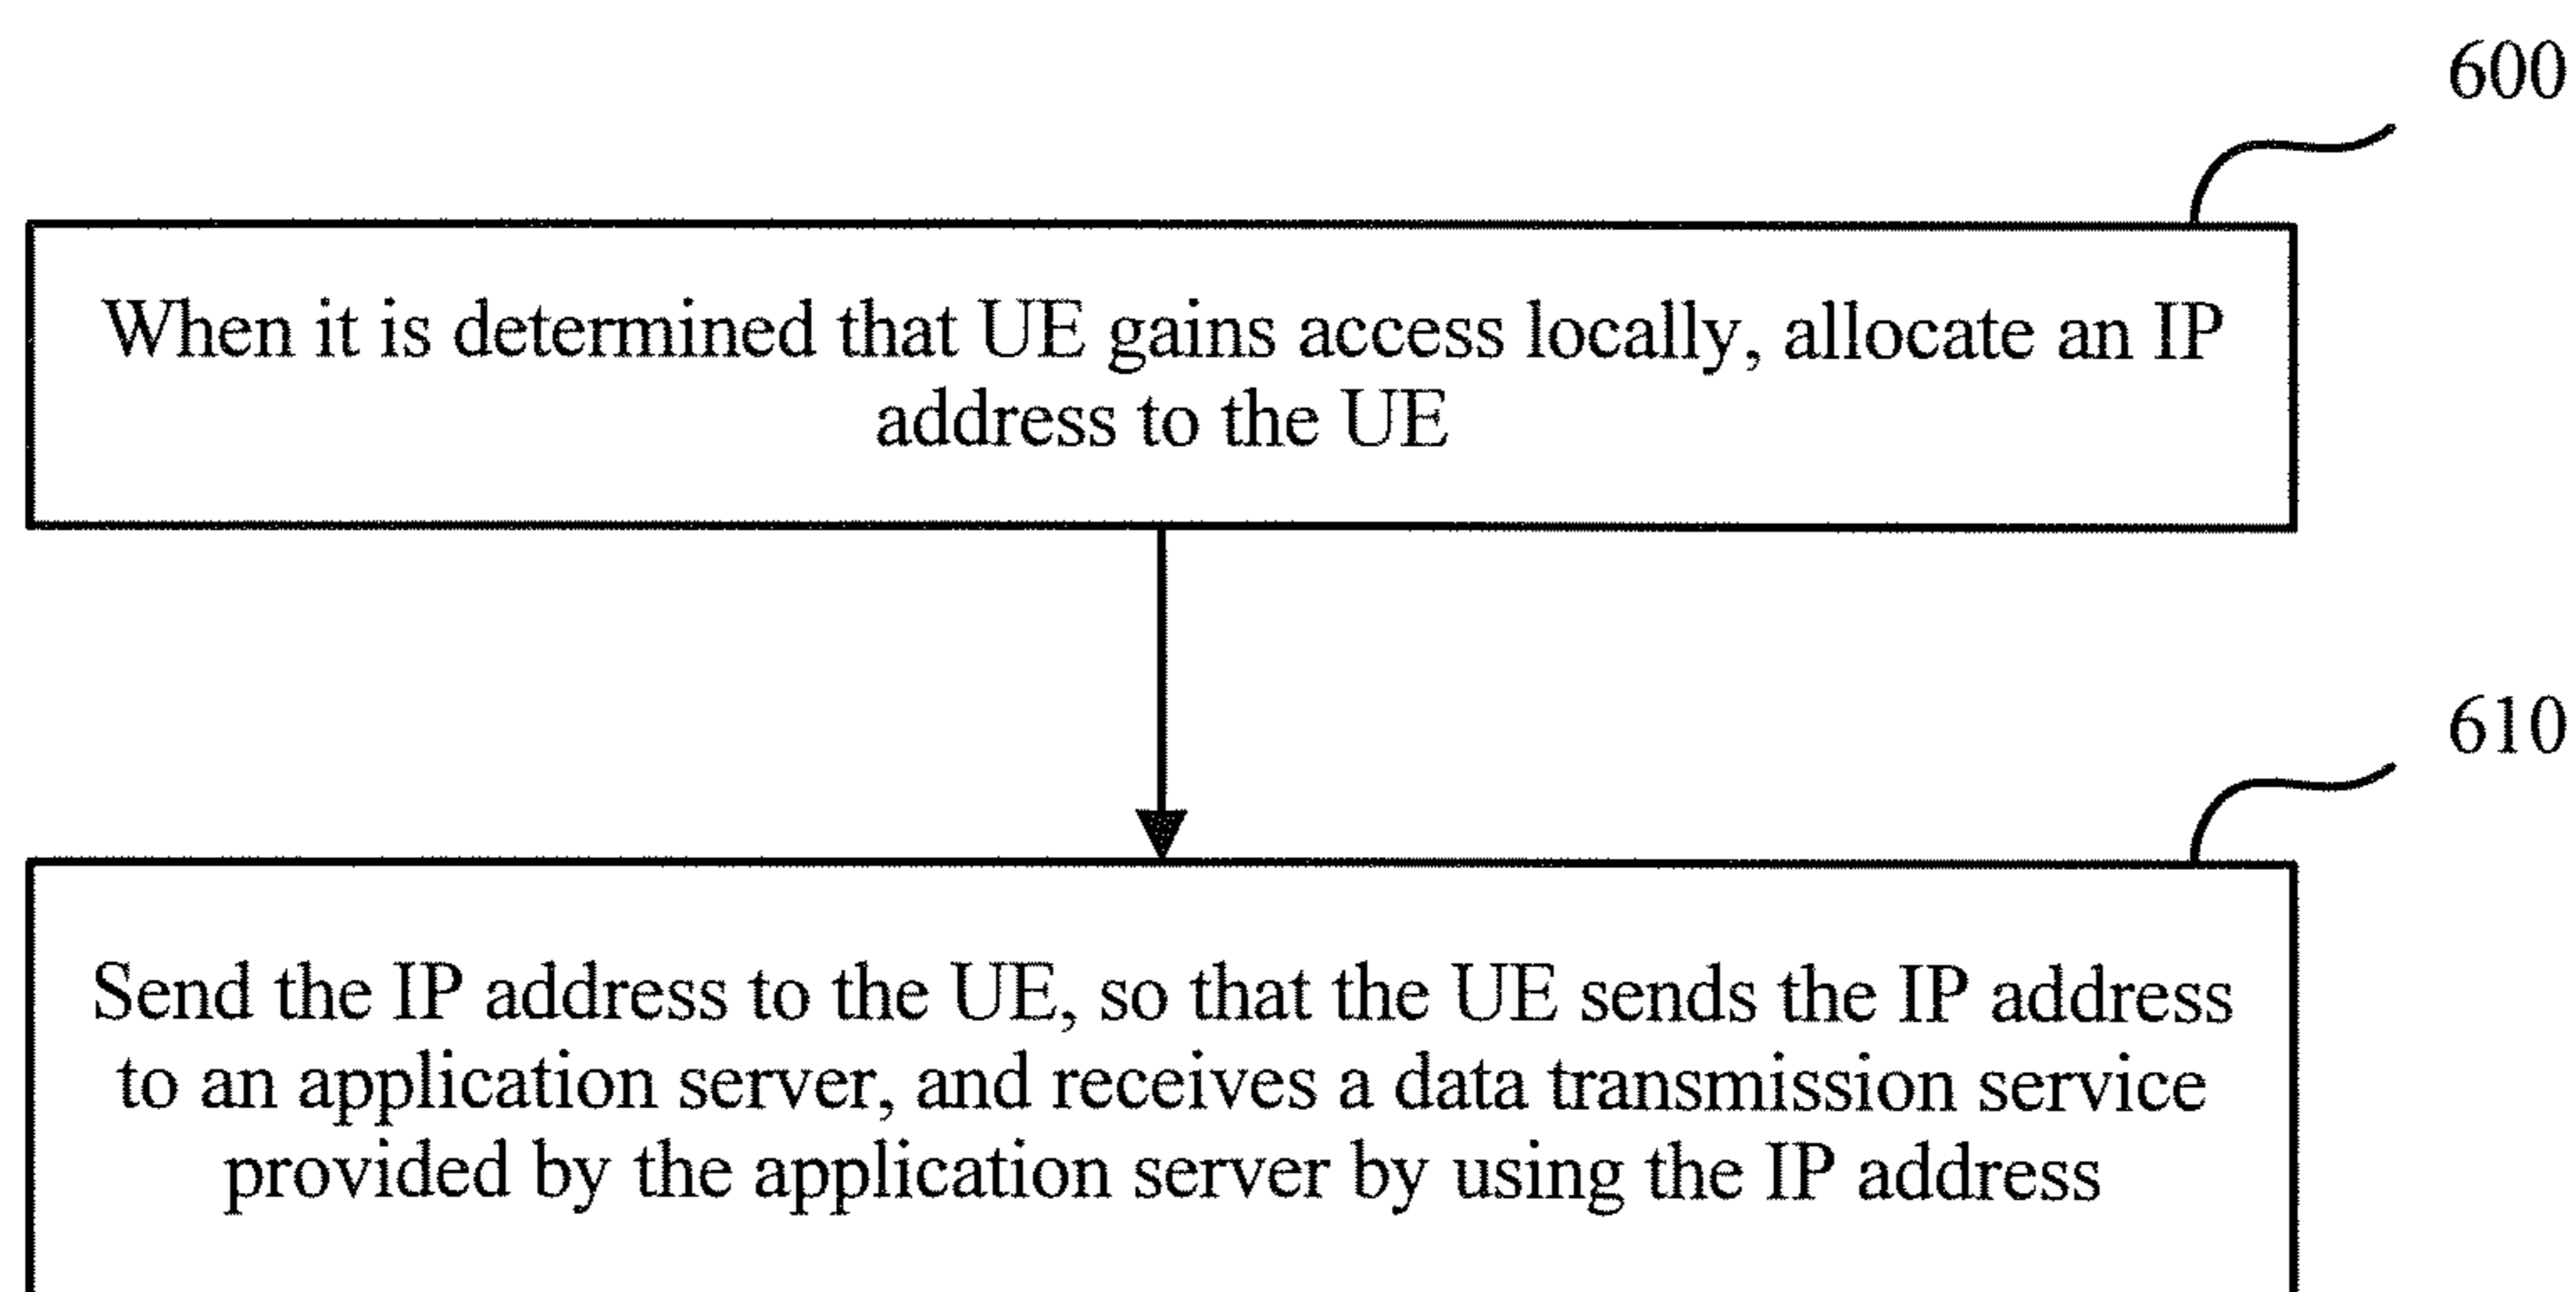 600
When it is determined that UE gains access locally, allocate an IP
address to the UE
610
Send the IP address to the UE, so that the UE sends the IP address
to an application server, and receives a data transmission service
provided by the application server by using the IP address